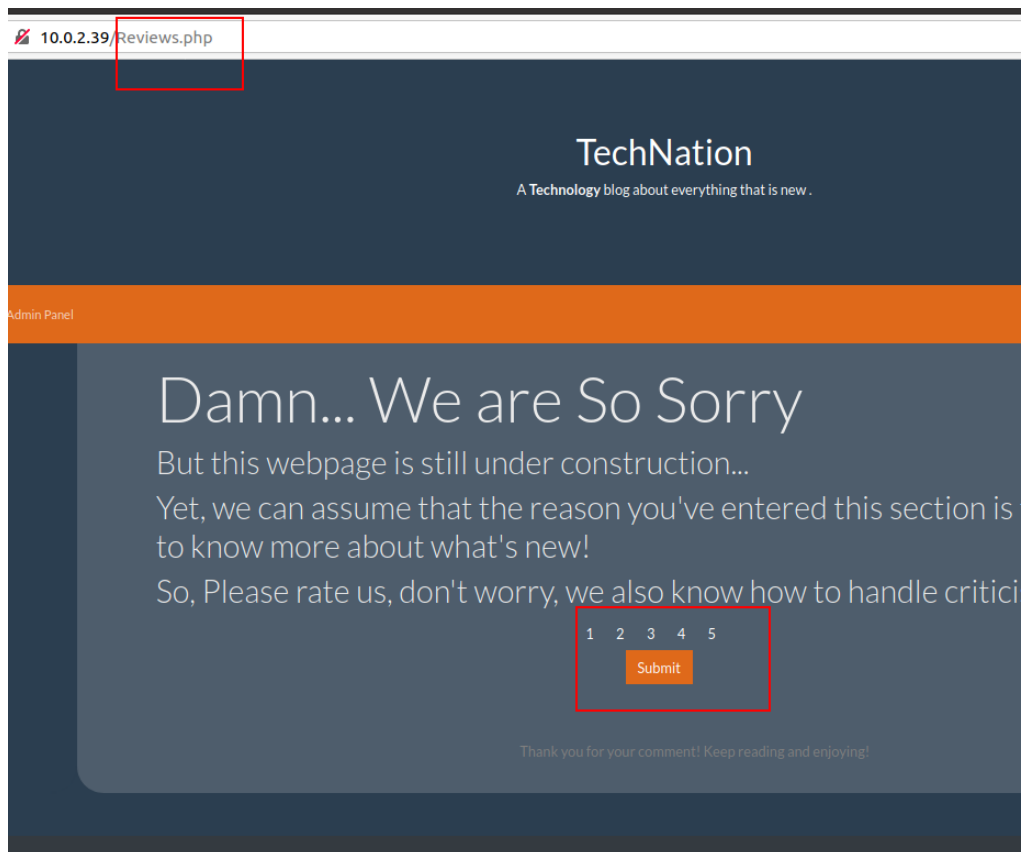 10.0.2.39/Reviews.php
TechNation
A Technology blog about everything that is new .
Admin Panel
Damn... We are So Sorry
But this webpage is still under construction...
Yet, we can assume that the reason you've entered this section is
to know more about what's new!
So, Please rate us, don't worry, we also know how to handle critici
1 2 3 4 5
Submit
Thank you for your comment! Keep reading and enjoying!